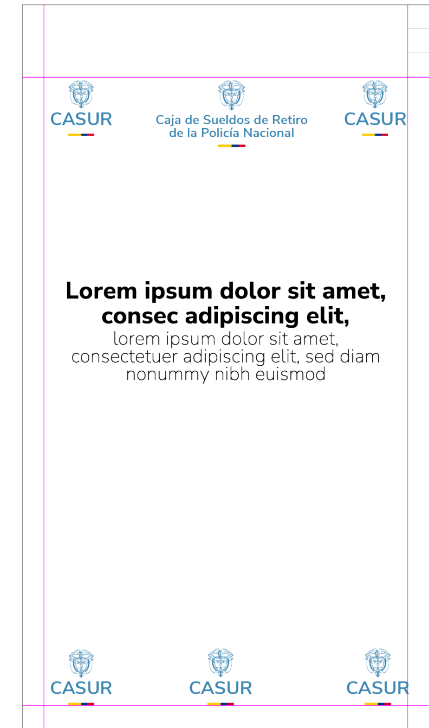 CASUR
Caja de Sueldos de Retiro
de la Policía Nacional
CASUR
Lorem ipsum dolor sit amet,
consec adipiscing elit,
lorem ipsum dolor sit amet,
consectetuer adipiscing elit, sed diam
nonummy nibh euismod
CASUR
CASUR
CASUR